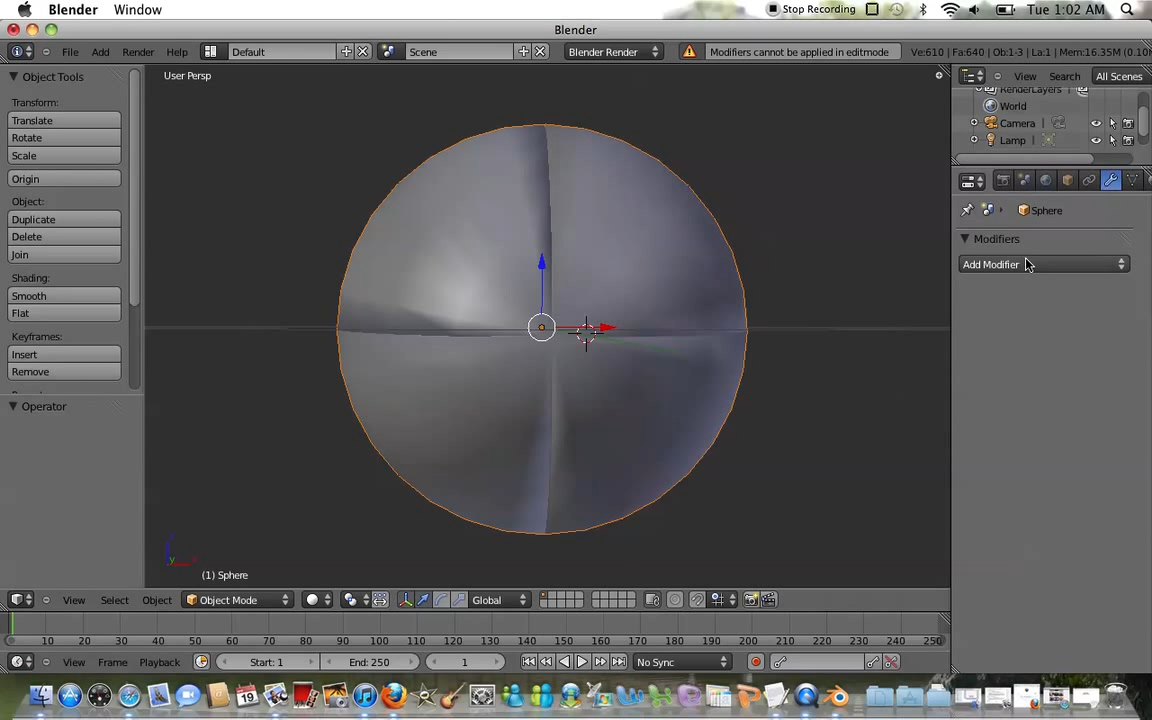 Blender Window Stop Recording Tue 1:02 AM
Blender
File Add Render Help Default Scene Blender Render Modifiers cannot be applied in editmode Ve:610 | Fa:640 | Ob:1-3 | La:1 | Mem:16.35M (0.10
Object Tools
Transform:
Translate
Rotate
Scale
Origin
Object:
Duplicate
Delete
Join
Shading:
Smooth
Flat
Keyframes:
Insert
Remove
Operator
User Persp
(1) Sphere
View Search All Scenes
RenderLayers
World
Camera
Lamp
Sphere
Modifiers
Add Modifier
View Select Object Object Mode Global
10 20 30 40 50 60 70 80 90 100 110 120 130 140 150 160 170 180 190 200 210 220 230 240 250
View Frame Playback Start: 1 End: 250 1 No Sync